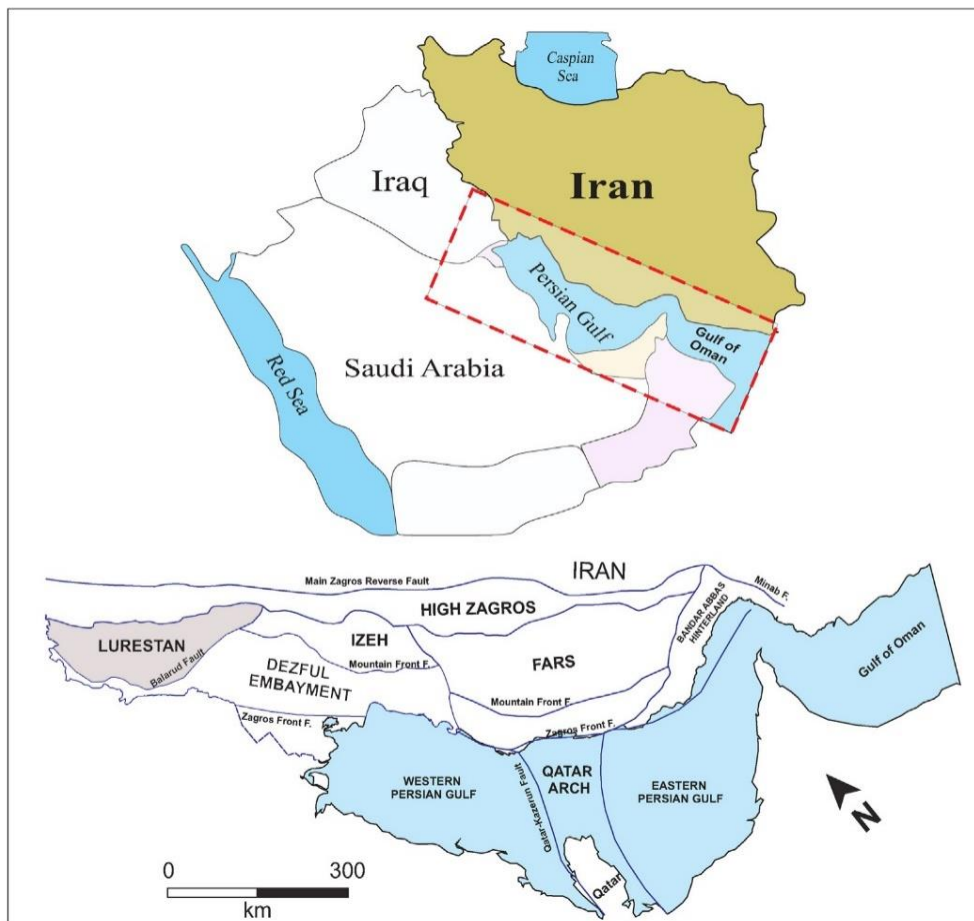 Caspian
Sea
Iraq
Iran
Persian Gulf
Gulf of
Oman
Saudi Arabia
Red Sea
IRAN
Main Zagros Reverse Fault
Minab F.
HIGH ZAGROS
BANDAR ABBAS
HINTERLAND
LURESTAN
IZEH
Balarud Fault
Mountain Front F.
FARS
Gulf of Oman
DEZFUL
EMBAYMENT
Mountain Front F.
Zagros Front F.
Zagros Front F.
WESTERN
PERSIAN GULF
Qatar-Kazerun Fault
QATAR
ARCH
EASTERN
PERSIAN GULF
N
Qatar
0
300
km